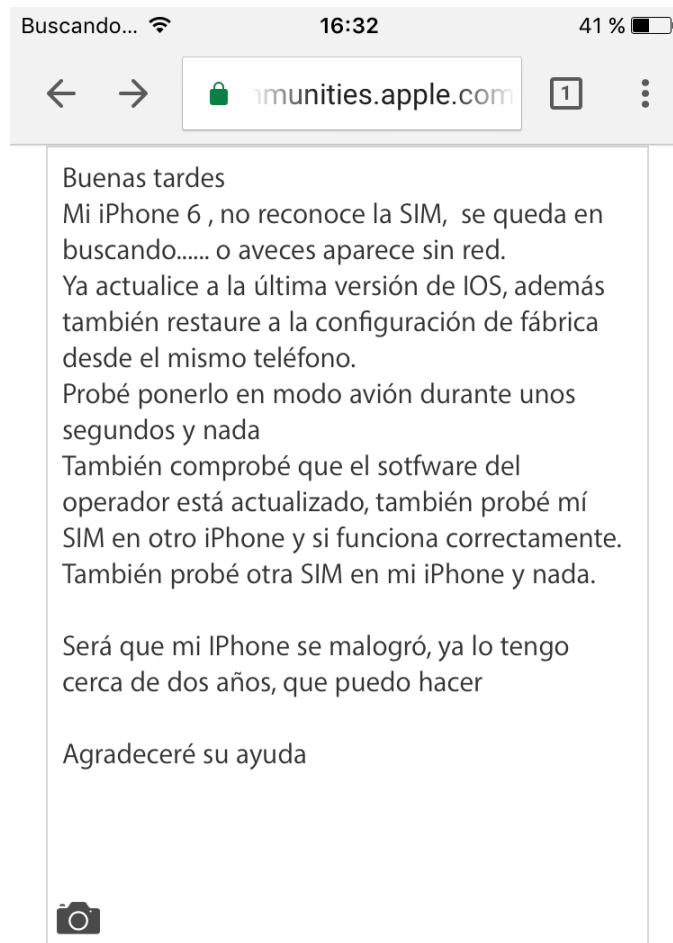 Buscando... 16:32 41 %
mmunities.apple.com 1
Buenas tardes
Mi iPhone 6 , no reconoce la SIM,  se queda en
buscando...... o aveces aparece sin red.
Ya actualice a la última versión de IOS, además
también restaure a la configuración de fábrica
desde el mismo teléfono.
Probé ponerlo en modo avión durante unos
segundos y nada
También comprobé que el sotfware del
operador está actualizado, también probé mí
SIM en otro iPhone y si funciona correctamente.
También probé otra SIM en mi iPhone y nada.
Será que mi IPhone se malogró, ya lo tengo
cerca de dos años, que puedo hacer
Agradeceré su ayuda